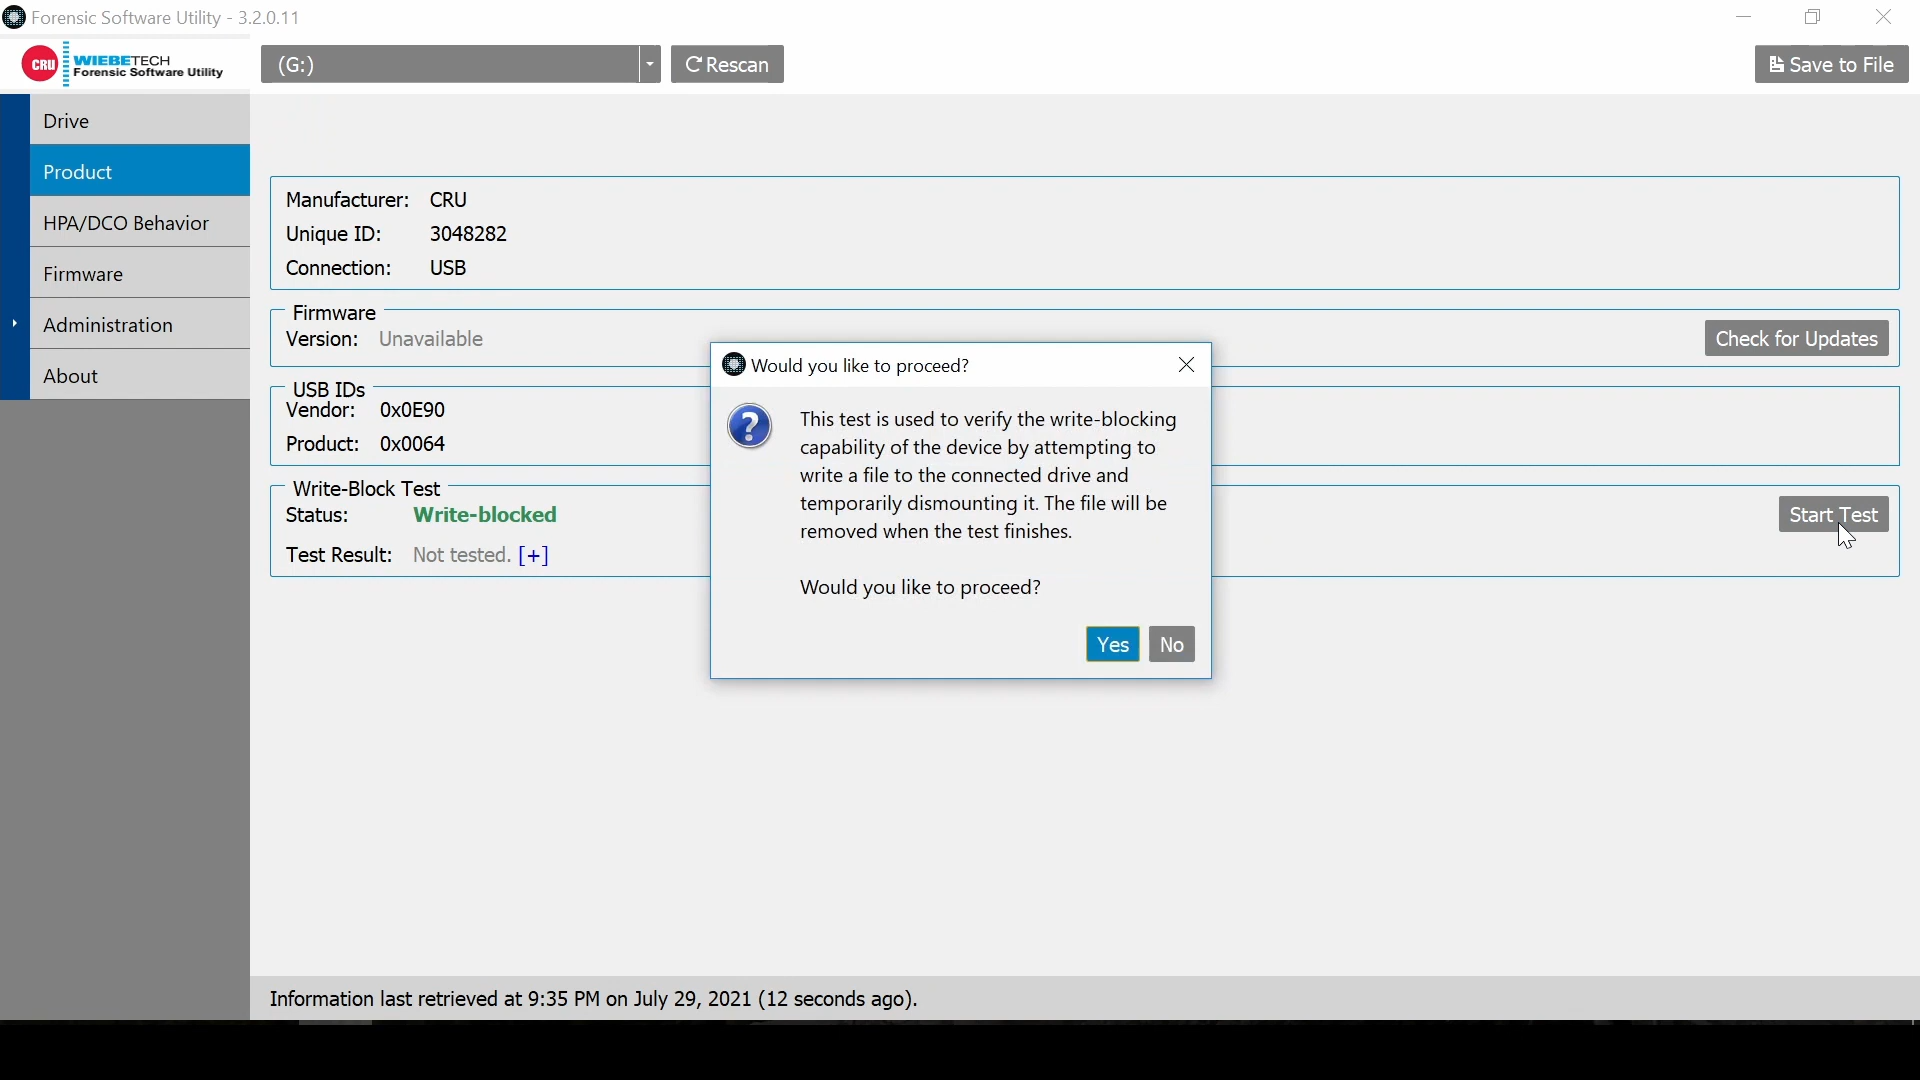 Forensic Software Utility - 3.2.0.11
CRU WIEBETECH
Forensic Software Utility
(G:)
Rescan
Save to File
Drive
Product
HPA/DCO Behavior
Firmware
Administration
About
Manufacturer: CRU
Unique ID: 3048282
Connection: USB
Firmware
Version: Unavailable
Check for Updates
USB IDs
Vendor: 0x0E90
Product: 0x0064
Write-Block Test
Status: Write-blocked
Start Test
Test Result: Not tested. [+]
Would you like to proceed?
This test is used to verify the write-blocking
capability of the device by attempting to
write a file to the connected drive and
temporarily dismounting it. The file will be
removed when the test finishes.
Would you like to proceed?
Yes
No
Information last retrieved at 9:35 PM on July 29, 2021 (12 seconds ago).